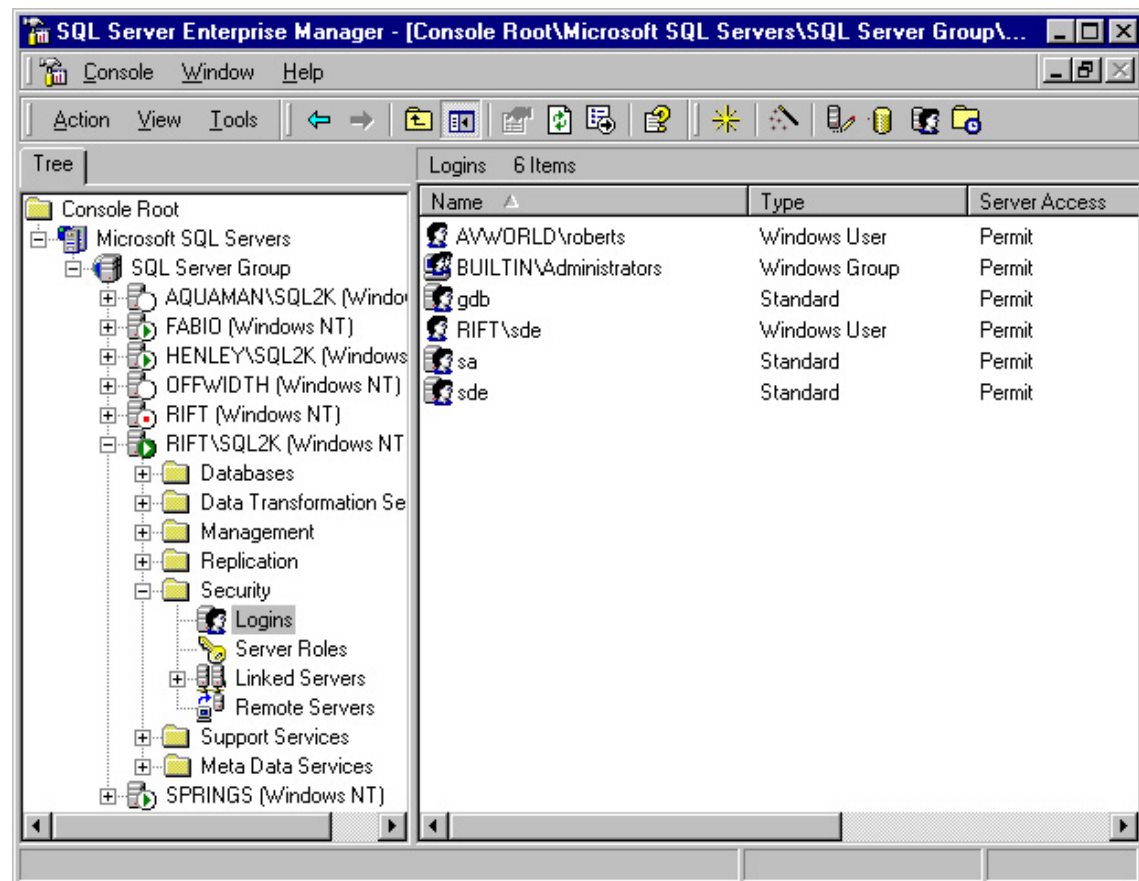 SQL Server Enterprise Manager - [Console Root\Microsoft SQL Servers\SQL Server Group\...
Console Window Help
Action View Tools
Tree
Logins 6 Items
Console Root
Microsoft SQL Servers
SQL Server Group
AQUAMAN\SQL2K (Windo
FABIO (Windows NT)
HENLEY\SQL2K (Windows
OFFWIDTH (Windows NT)
RIFT (Windows NT)
RIFT\SQL2K (Windows NT
Databases
Data Transformation Se
Management
Replication
Security
Logins
Server Roles
Linked Servers
Remote Servers
Support Services
Meta Data Services
SPRINGS (Windows NT)
Name Type Server Access
AVWORLD\roberts Windows User Permit
BUILTIN\Administrators Windows Group Permit
gdb Standard Permit
RIFT\sde Windows User Permit
sa Standard Permit
sde Standard Permit